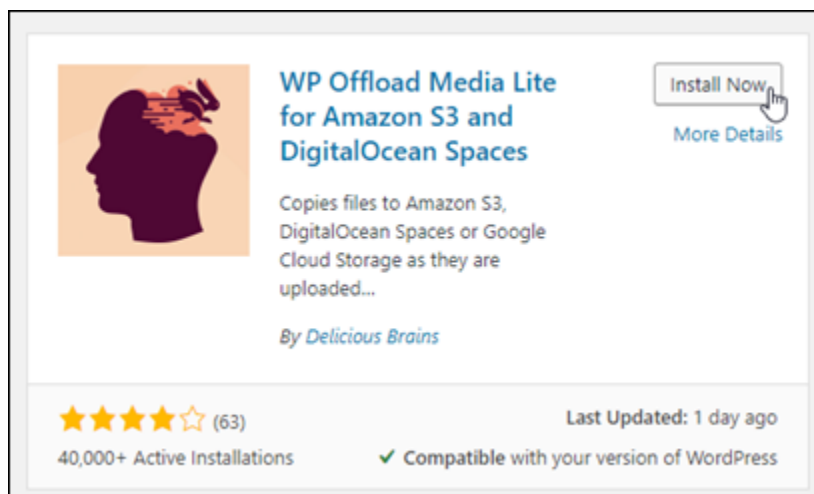 WP Offload Media Lite
for Amazon S3 and
DigitalOcean Spaces
Install Now
More Details
Copies files to Amazon S3,
DigitalOcean Spaces or Google
Cloud Storage as they are
uploaded...
By Delicious Brains
(63)
Last Updated: 1 day ago
40,000+ Active Installations
Compatible with your version of WordPress